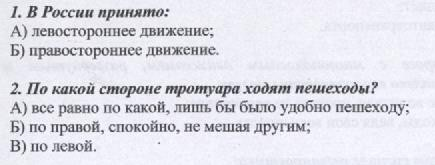 1. В России принято:
А) левостороннее движение;
Б) правостороннее движение.
2. По какой стороне тротуара ходят пешеходы?
А) все равно по какой, лишь бы было удобно пешеходу;
Б) по правой, спокойно, не мешая другим;
В) по левой.